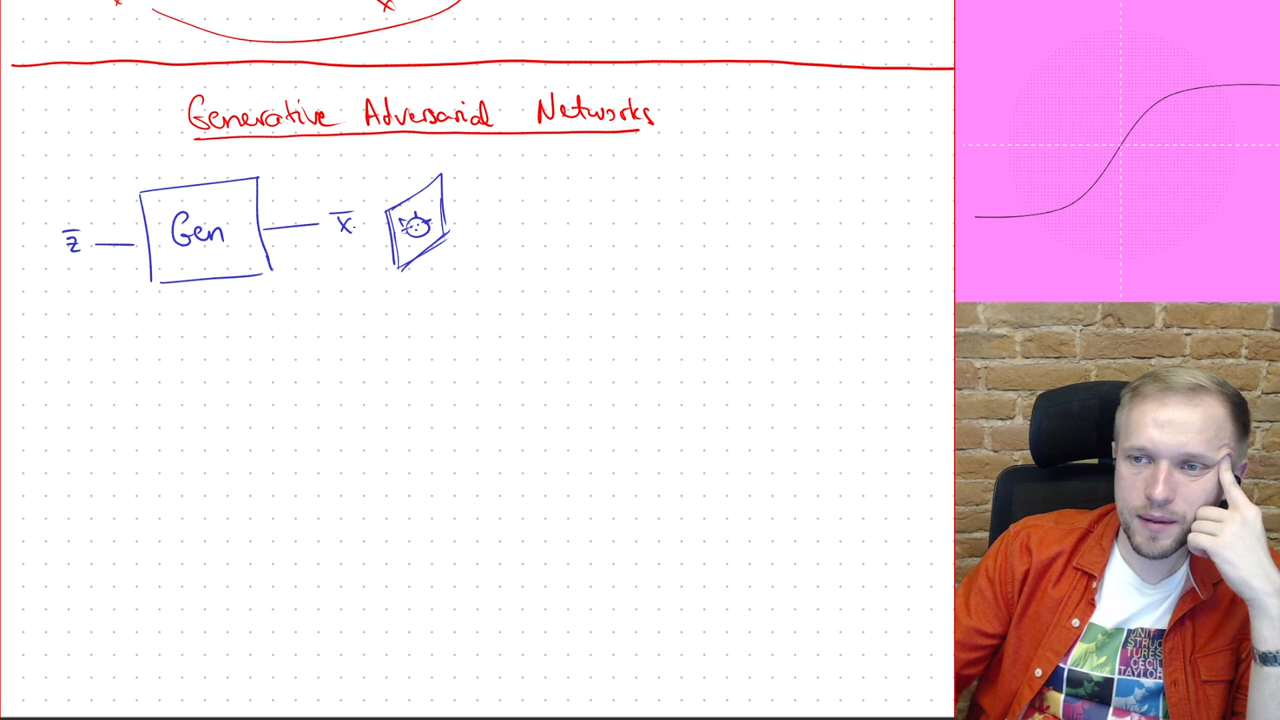 x
x
Generative Adversarial Networks
z̄ Gen x̄
UNIT
STRUC
TURES
CECIL
TAYLOR